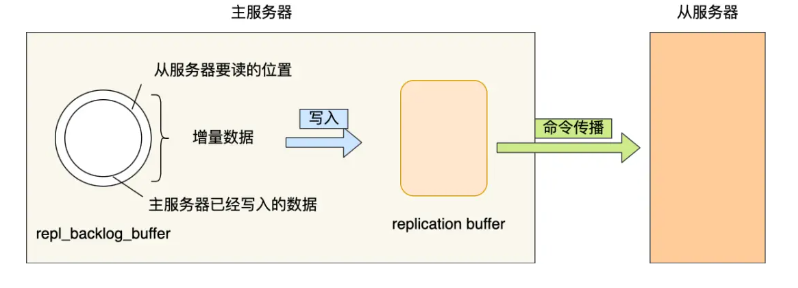 主服务器
从服务器
从服务器要读的位置
增量数据
写入
命令传播
主服务器已经写入的数据
repl_backlog_buffer
replication buffer